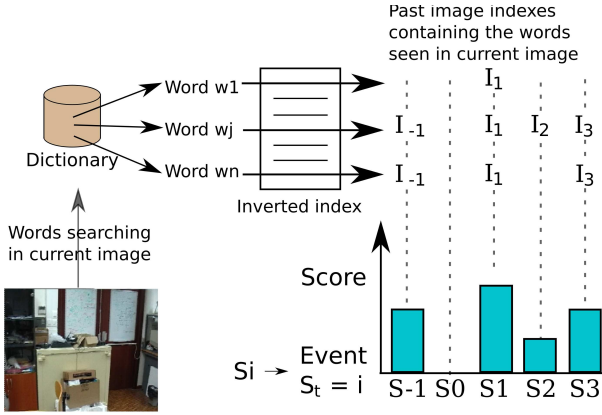 Past image indexes
containing the words
seen in current image
Word w1
I1
Word wj
I -1
I1
I2
I3
Dictionary
Word wn
I -1
I1
I3
Inverted index
Words searching
in current image
Score
Si → Event
St = i
S-1 S0 S1 S2 S3